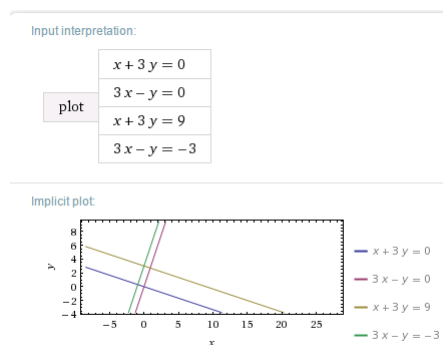 Input interpretation:
x + 3 y = 0
3 x − y = 0
plot
x + 3 y = 9
3 x − y = −3
Implicit plot:
8
6
4
2
0
−2
−4
y
−5 0 5 10 15 20 25
x
x + 3 y = 0
3 x − y = 0
x + 3 y = 9
3 x − y = −3